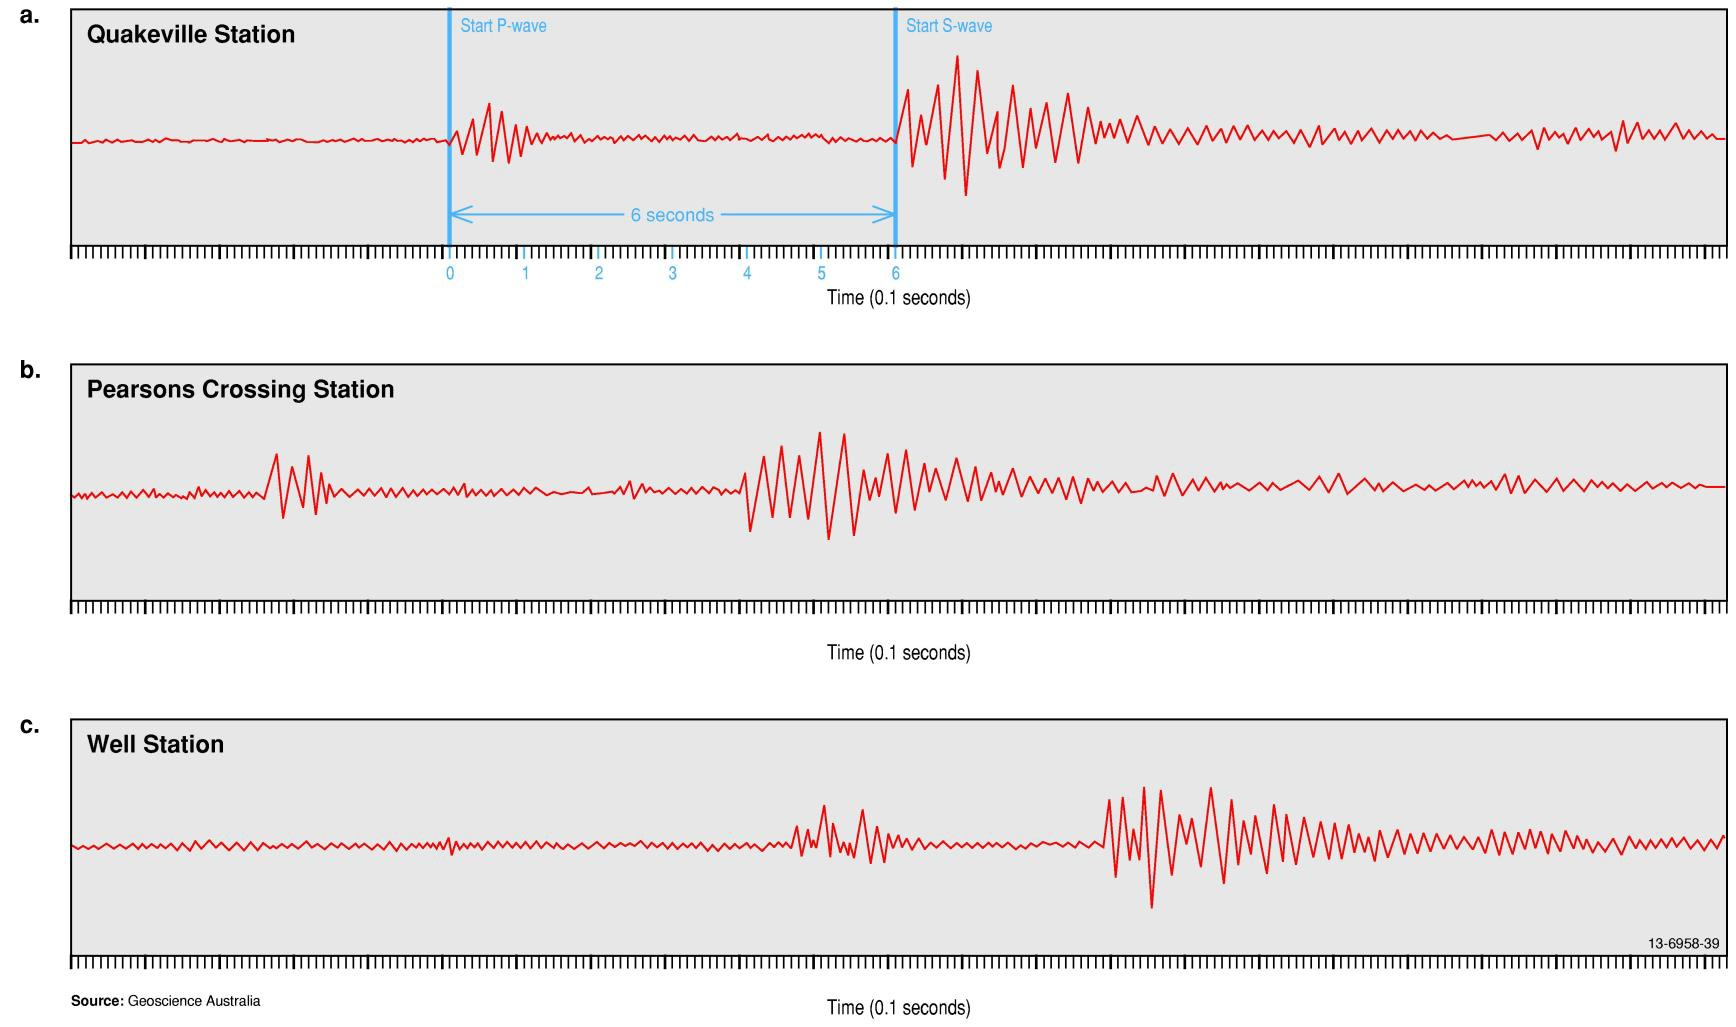 a.
Quakeville Station
Start P-wave
Start S-wave
6 seconds
0 1 2 3 4 5 6
Time (0.1 seconds)
b.
Pearsons Crossing Station
Time (0.1 seconds)
c.
Well Station
13-6958-39
Source: Geoscience Australia
Time (0.1 seconds)